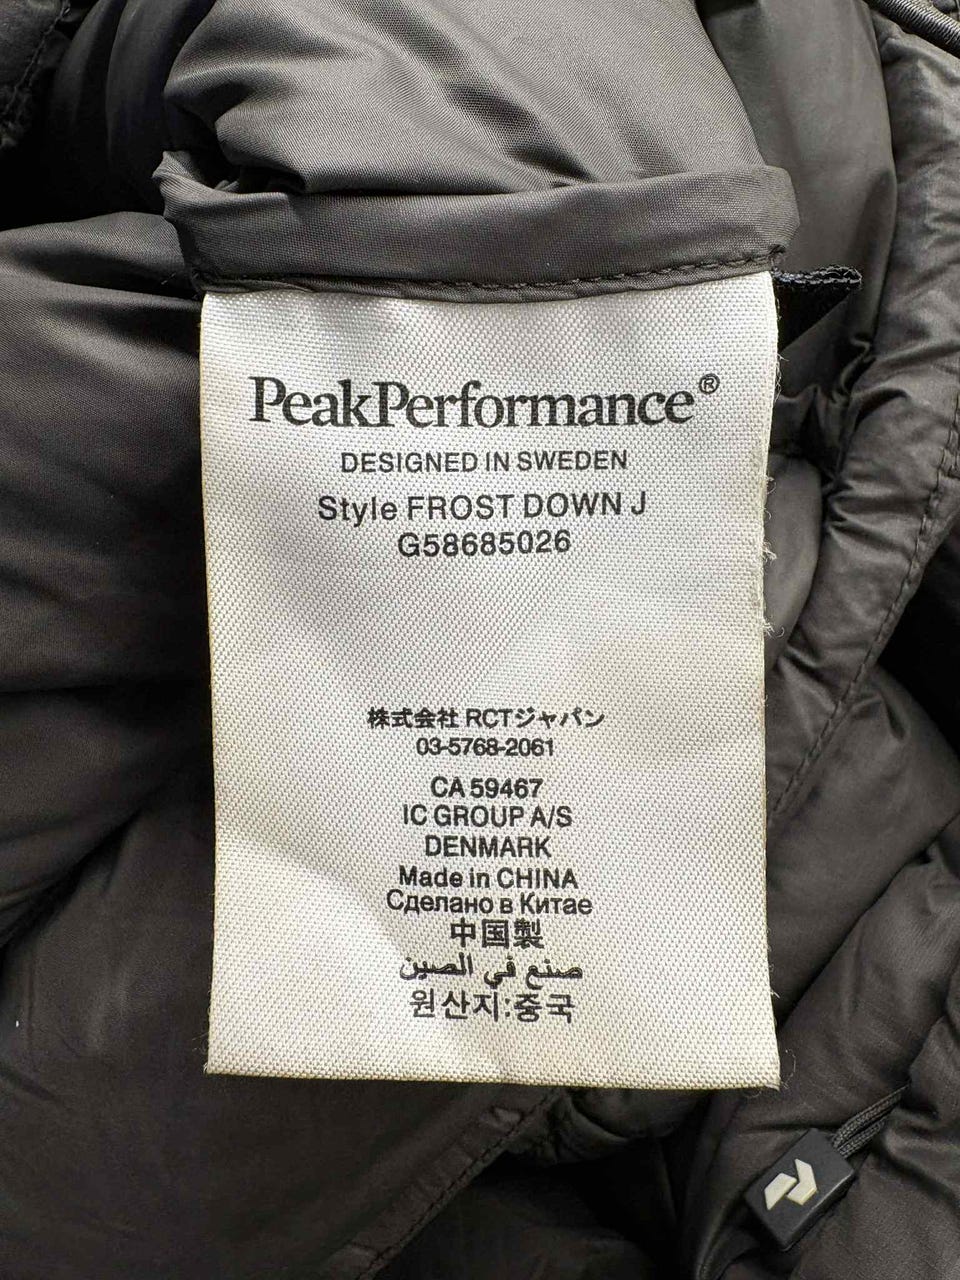 PeakPerformance®
DESIGNED IN SWEDEN
Style FROST DOWN J
G58685026
株式会社 RCTジャパン
03-5768-2061
CA 59467
IC GROUP A/S
DENMARK
Made in CHINA
Сделано в Китае
中国製
صنع في الصين
원산지:중국